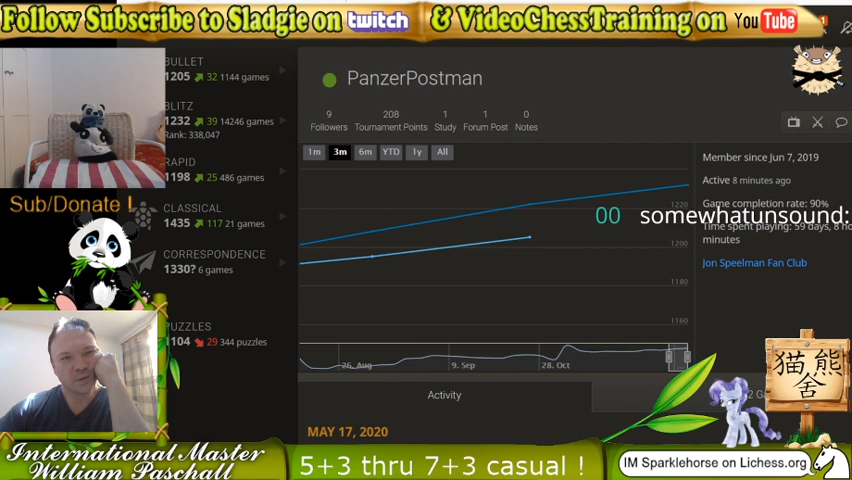 Follow Subscribe to Sladgie on twitch & VideoChessTraining on YouTube
BULLET
1205 32 1144 games
BLITZ
1232 39 14246 games
Rank: 338,047
RAPID
1198 25 486 games
CLASSICAL
1435 117 21 games
CORRESPONDENCE
1330? 6 games
PUZZLES
1104 29 344 puzzles
Sub/Donate !
PanzerPostman
9 208 1 1 0
Followers Tournament Points Study Forum Post Notes
1m 3m 6m YTD 1y All
1220
1200
1180
1160
26. Aug 9. Sep 28. Oct
Activity
MAY 17, 2020
1
Member since Jun 7, 2019
Active 8 minutes ago
Game completion rate: 90%
00 somewhatunsound:
Time spent playing: 59 days, 8 ho
minutes
Jon Speelman Fan Club
猫熊
舍
International Master
William Paschall
5+3 thru 7+3 casual !
IM Sparklehorse on Lichess.org